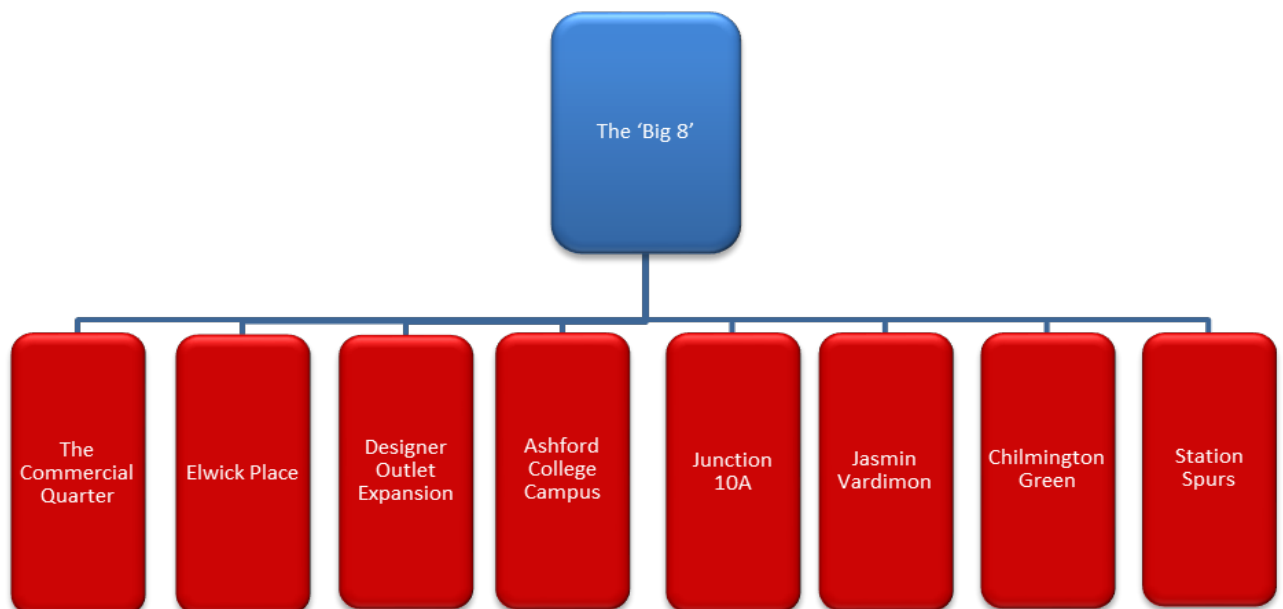 The ‘Big 8’
The
Commercial
Quarter
Elwick Place
Designer
Outlet
Expansion
Ashford
College
Campus
Junction
10A
Jasmin
Vardimon
Chilmington
Green
Station
Spurs